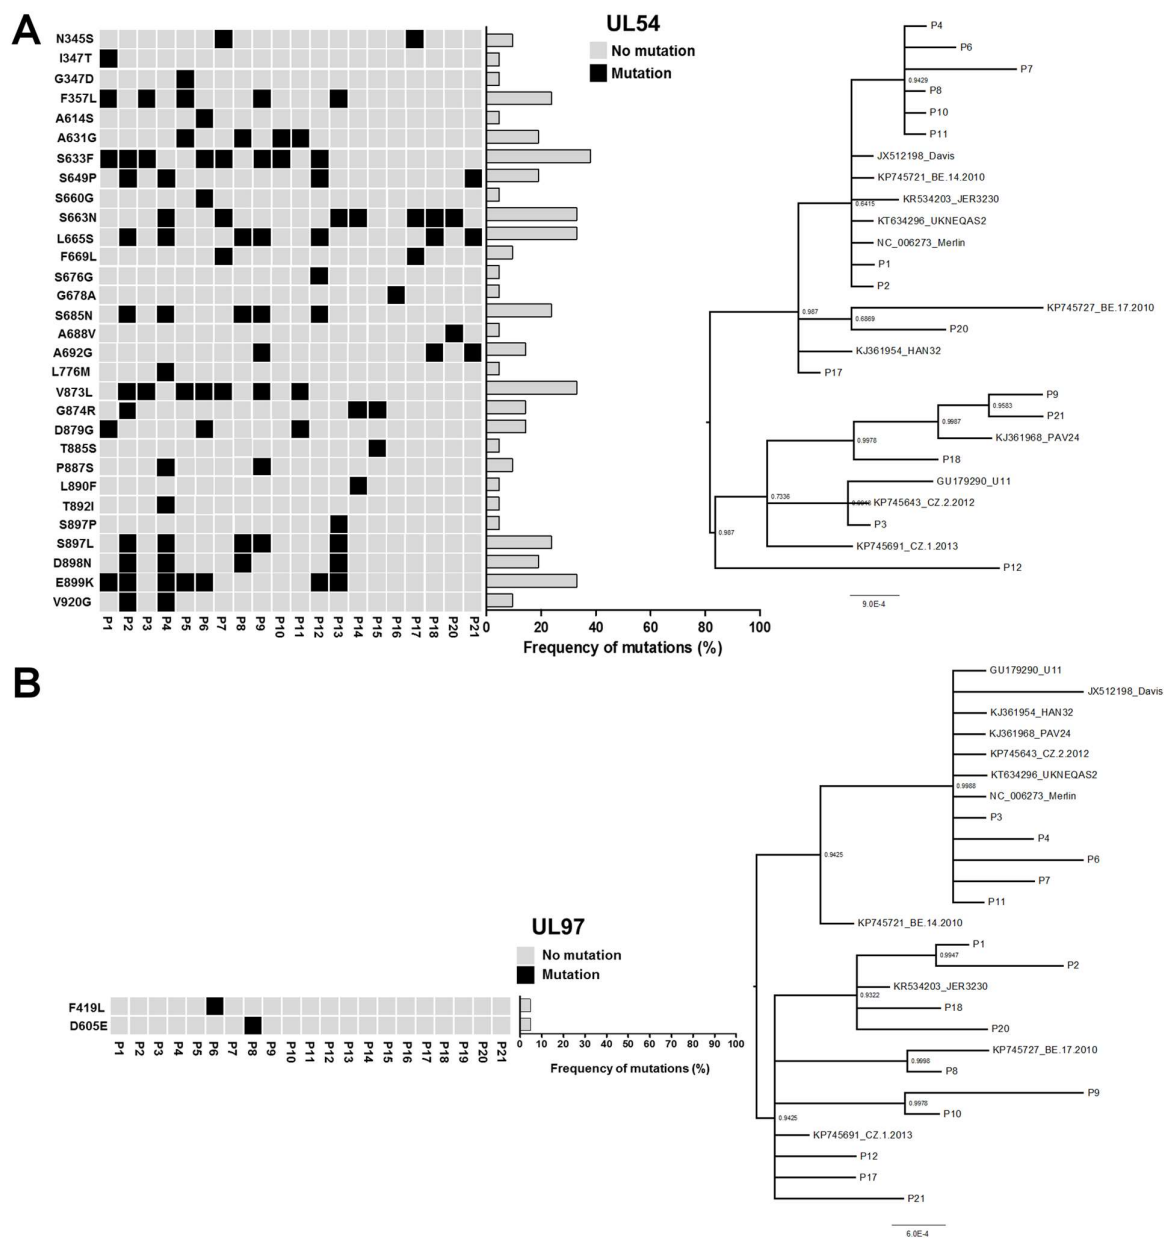 A
UL54
No mutation
Mutation
N345S
I347T
G347D
F357L
A614S
A631G
S633F
S649P
S660G
S663N
L665S
F669L
S676G
G678A
S685N
A688V
A692G
L776M
V873L
G874R
D879G
T885S
P887S
L890F
T892I
S897P
S897L
D898N
E899K
V920G
P1 P2 P3 P4 P5 P6 P7 P8 P9 P10 P11 P12 P13 P14 P15 P16 P17 P18 P20 P21
0 20 40 60 80 100
Frequency of mutations (%)
P4
P6
P7
0.9429
P8
P10
P11
JX512198_Davis
KP745721_BE.14.2010
KR534203_JER3230
0.6415
KT634296_UKNEQAS2
NC_006273_Merlin
P1
P2
KP745727_BE.17.2010
0.987
0.6869
P20
KJ361954_HAN32
P17
P9
0.9583
P21
0.9987
KJ361968_PAV24
0.9978
P18
GU179290_U11
0.7336
KP745643_CZ.2.2012
P3
0.987
KP745691_CZ.1.2013
P12
9.0E-4
B
UL97
No mutation
Mutation
F419L
D605E
P1 P2 P3 P4 P5 P6 P7 P8 P9 P10 P11 P12 P13 P14 P15 P16 P17 P18 P19 P20 P21
0 10 20 30 40 50 60 70 80 90 100
Frequency of mutations (%)
GU179290_U11
JX512198_Davis
KJ361954_HAN32
KJ361968_PAV24
KP745643_CZ.2.2012
KT634296_UKNEQAS2
0.9988
NC_006273_Merlin
P3
P4
0.9425
P6
P7
P11
KP745721_BE.14.2010
P1
0.9947
P2
KR534203_JER3230
0.9322
P18
P20
KP745727_BE.17.2010
0.9998
P8
P9
0.9976
P10
0.9425
KP745691_CZ.1.2013
P12
P17
P21
6.0E-4